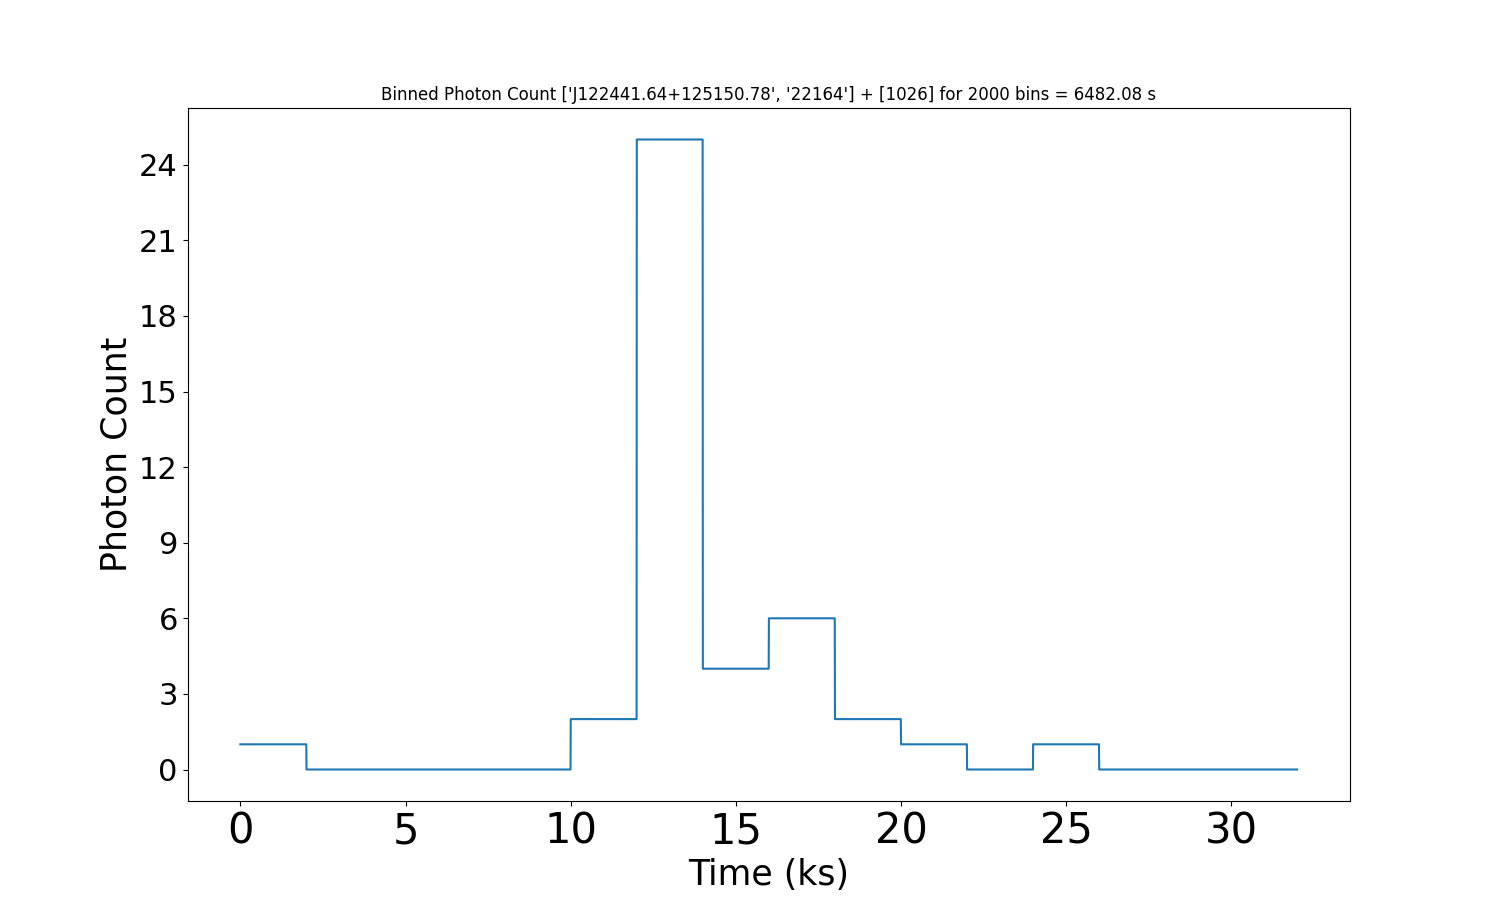 Binned Photon Count ['J122441.64+125150.78', '22164'] + [1026] for 2000 bins = 6482.08 s
24
21
18
15
12
9
6
3
0
Photon Count
0 5 10 15 20 25 30
Time (ks)